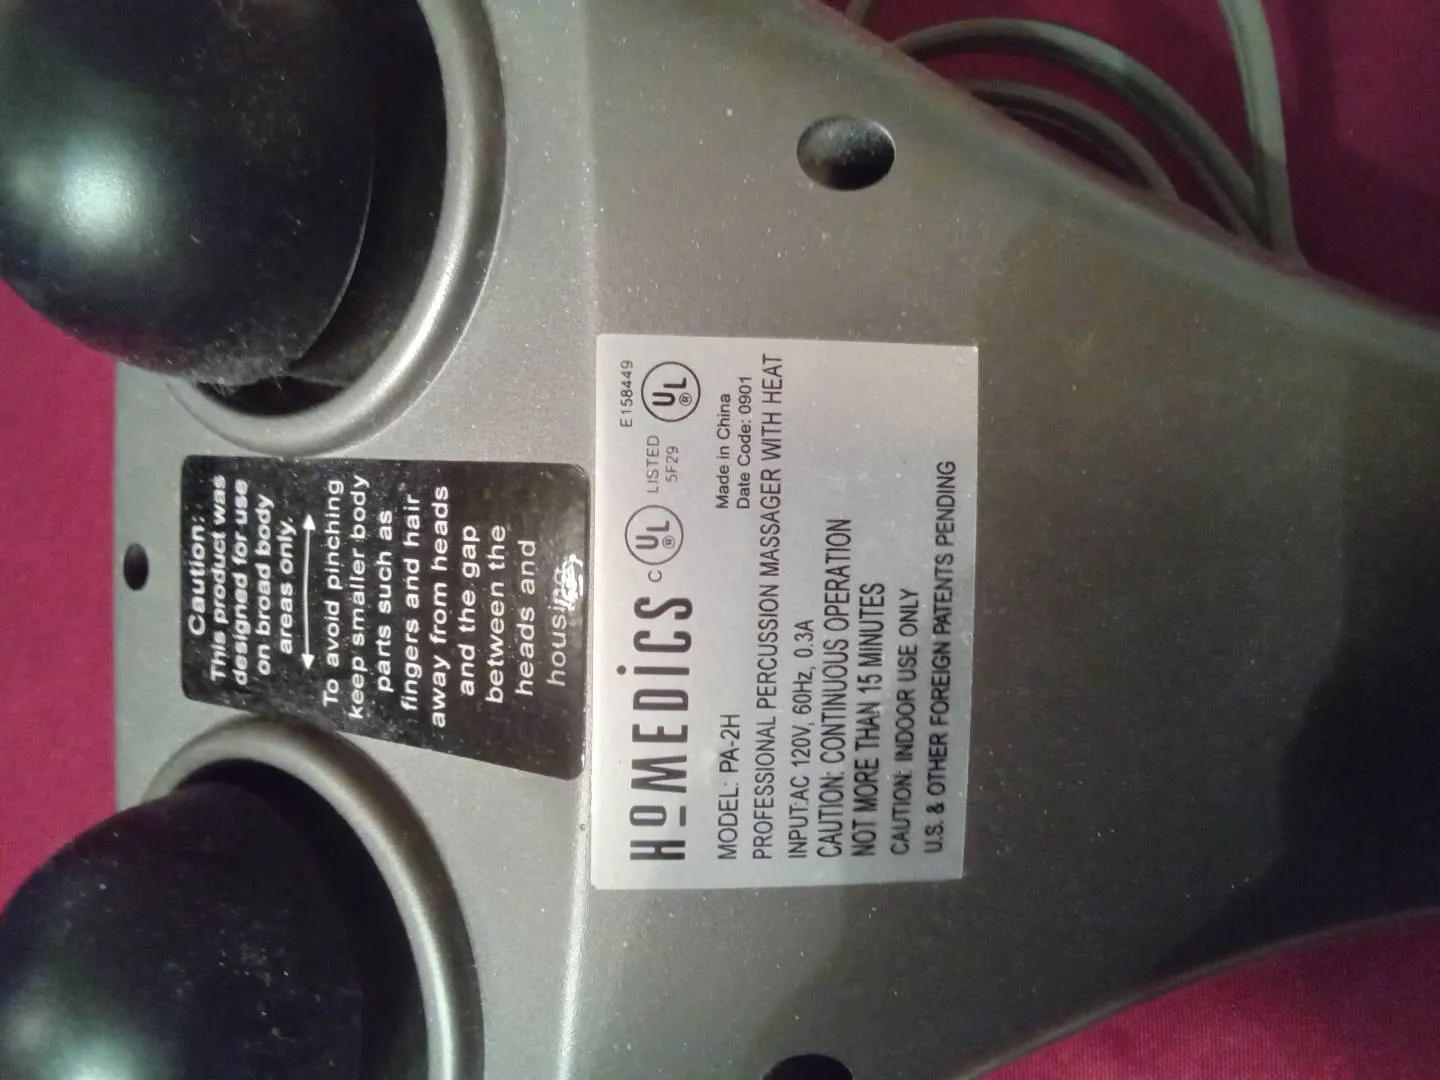 Caution:
This product was
designed for use
on broad body
areas only.
To avoid pinching
keep smaller body
parts such as
fingers and hair
away from heads
and the gap
between the
heads and
housing.
HoMEDiCS
C UL® LISTED UL®
5F29
E158449
MODEL: PA-2H
Made in China
Date Code: 0901
PROFESSIONAL PERCUSSION MASSAGER WITH HEAT
INPUT:AC 120V, 60Hz, 0.3A
CAUTION: CONTINUOUS OPERATION
NOT MORE THAN 15 MINUTES
CAUTION: INDOOR USE ONLY
U.S. & OTHER FOREIGN PATENTS PENDING